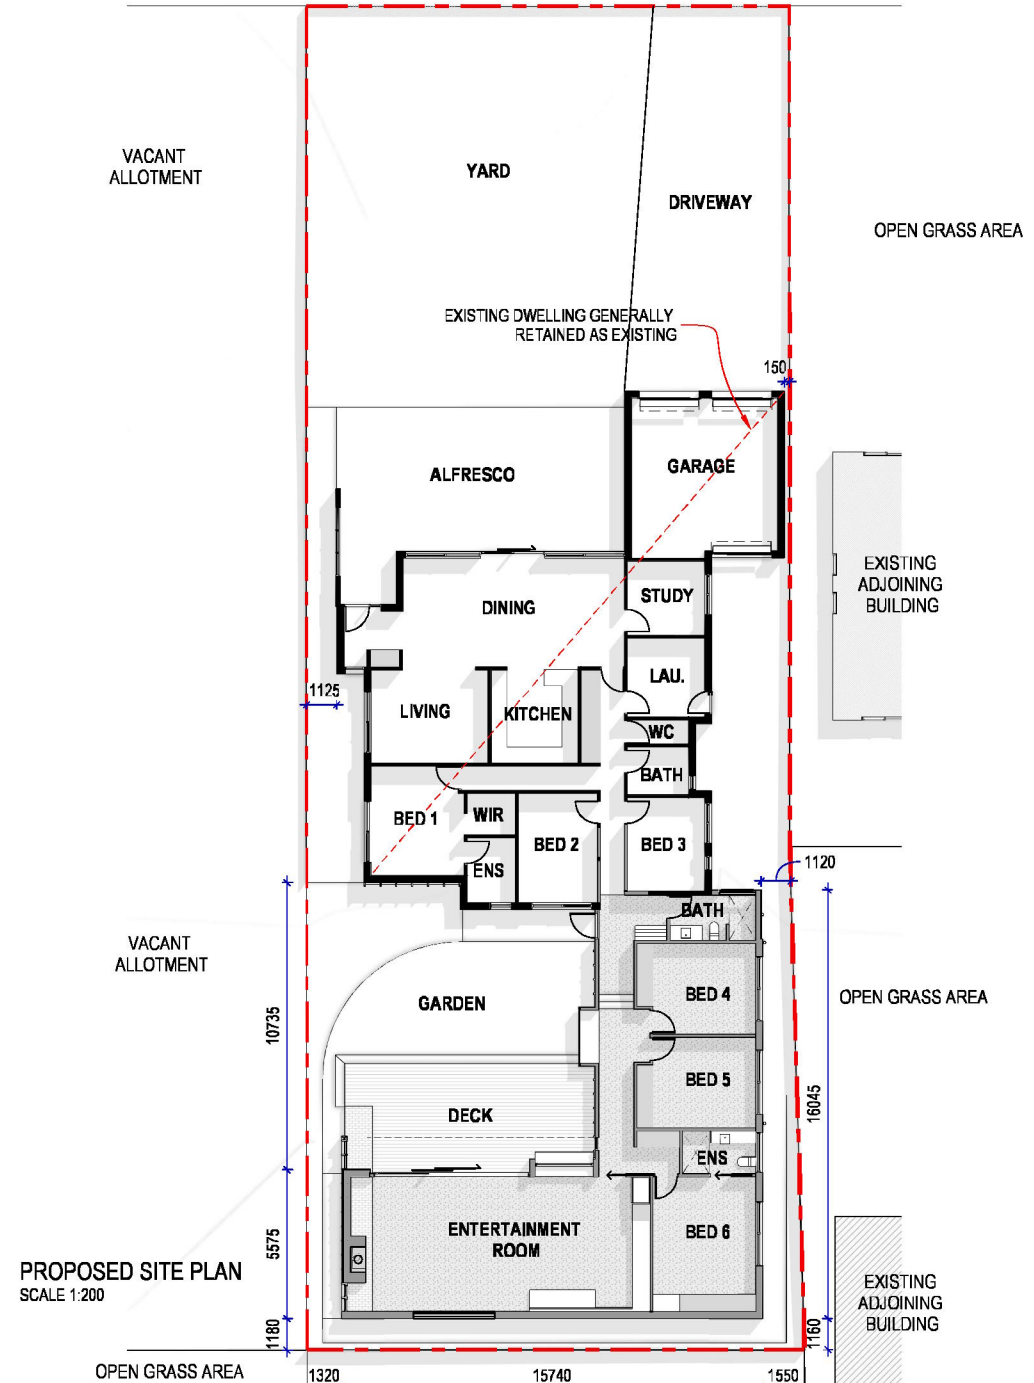 VACANT
ALLOTMENT
YARD
DRIVEWAY
OPEN GRASS AREA
EXISTING DWELLING GENERALLY
RETAINED AS EXISTING
150
ALFRESCO
GARAGE
EXISTING
ADJOINING
BUILDING
DINING
STUDY
LAU.
1125
LIVING
KITCHEN
WC
BATH
BED 1
WIR
BED 2
BED 3
ENS
1120
BATH
VACANT
ALLOTMENT
GARDEN
BED 4
OPEN GRASS AREA
10735
BED 5
DECK
16045
ENS
ENTERTAINMENT
ROOM
BED 6
5575
PROPOSED SITE PLAN
SCALE 1:200
EXISTING
ADJOINING
BUILDING
1180
1160
OPEN GRASS AREA
1320
15740
1550